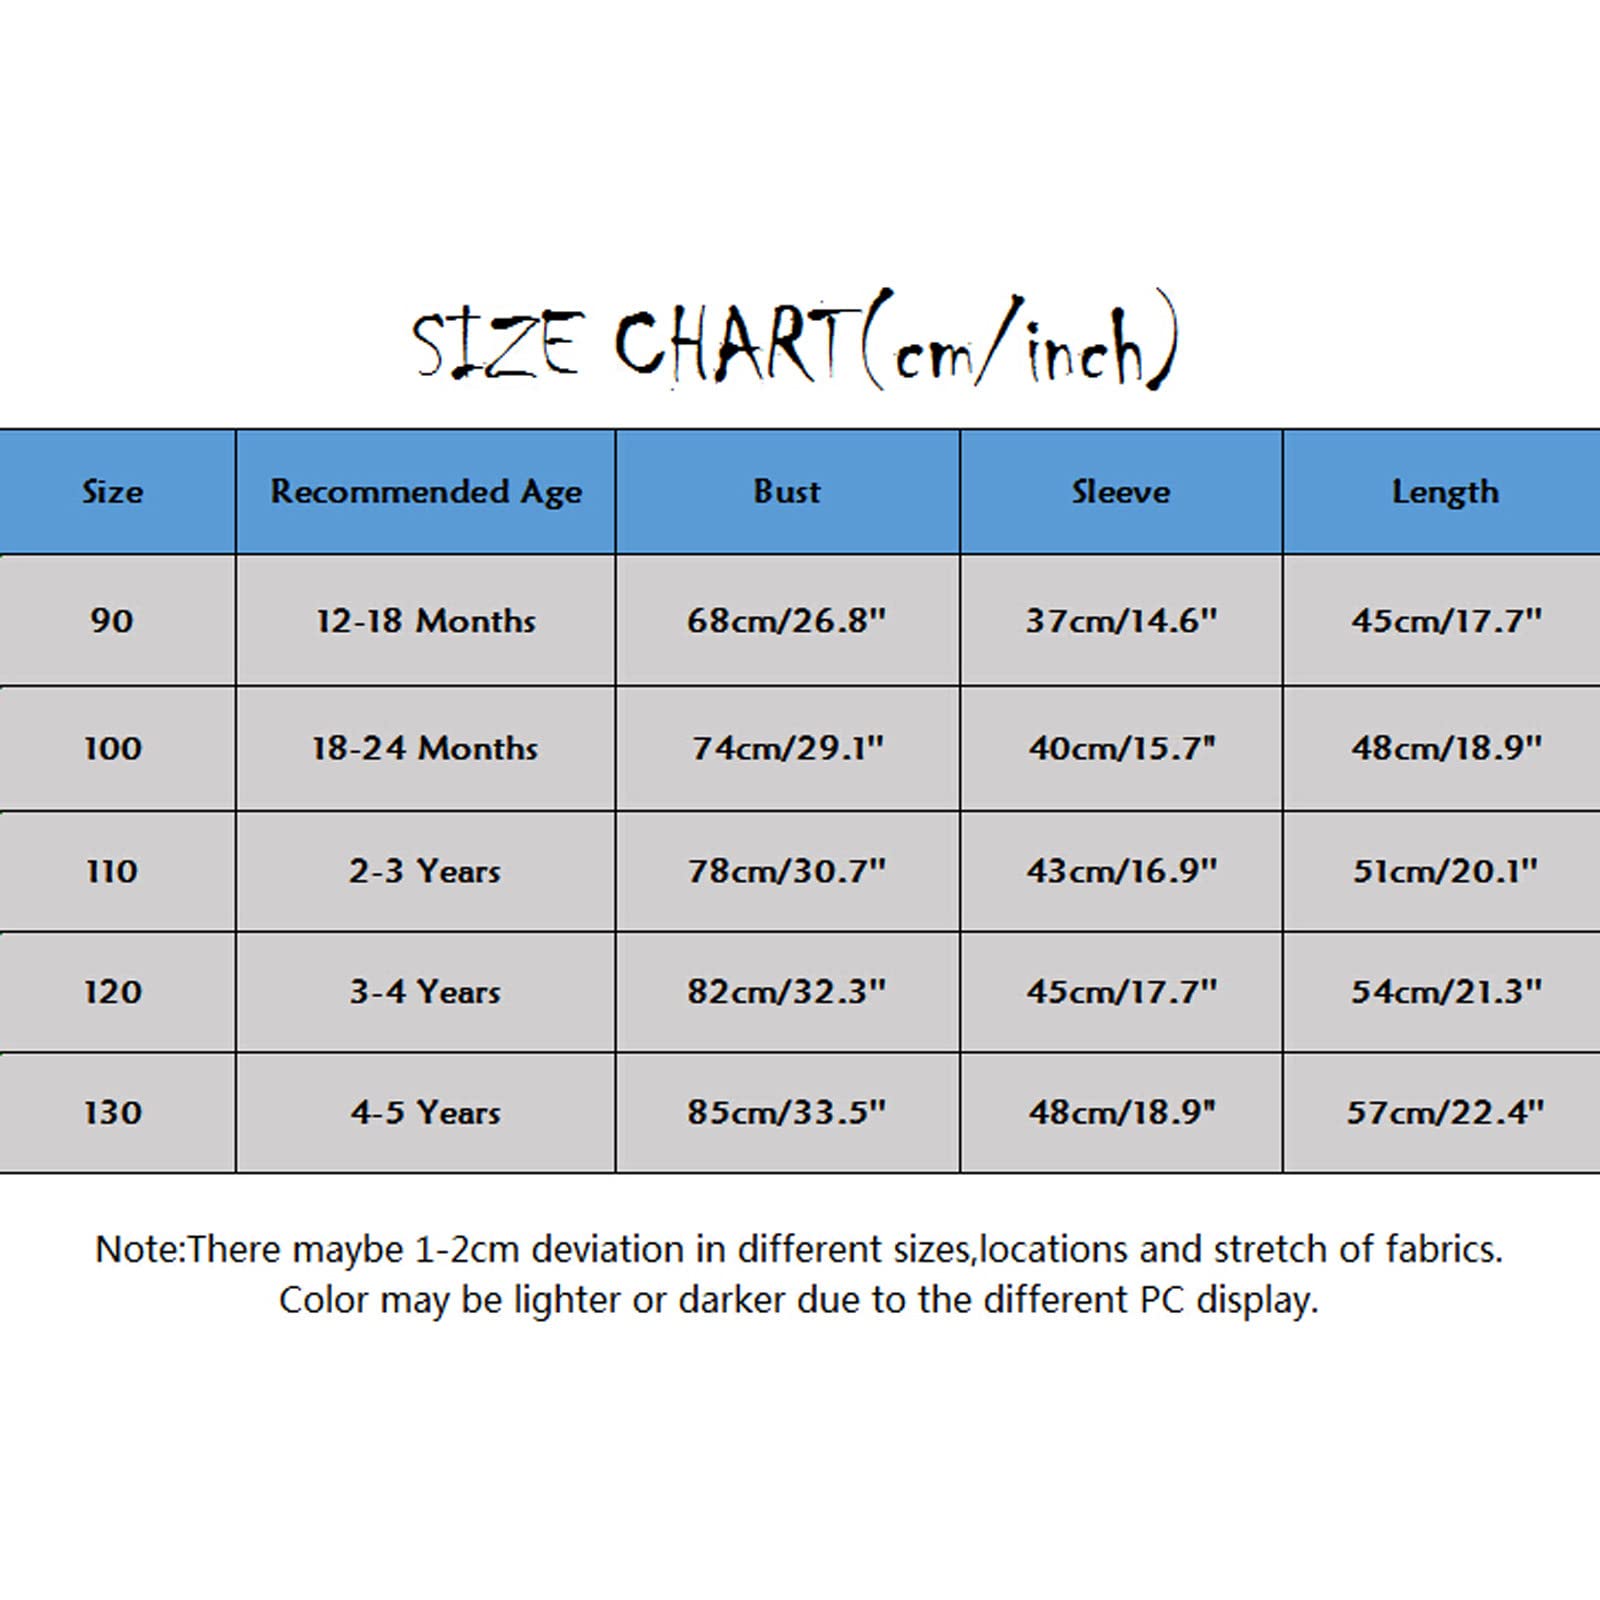 SIZE CHART(cm/inch)
Size Recommended Age Bust Sleeve Length
90 12-18 Months 68cm/26.8" 37cm/14.6" 45cm/17.7"
100 18-24 Months 74cm/29.1" 40cm/15.7" 48cm/18.9"
110 2-3 Years 78cm/30.7" 43cm/16.9" 51cm/20.1"
120 3-4 Years 82cm/32.3" 45cm/17.7" 54cm/21.3"
130 4-5 Years 85cm/33.5" 48cm/18.9" 57cm/22.4"
Note:There maybe 1-2cm deviation in different sizes,locations and stretch of fabrics.
Color may be lighter or darker due to the different PC display.